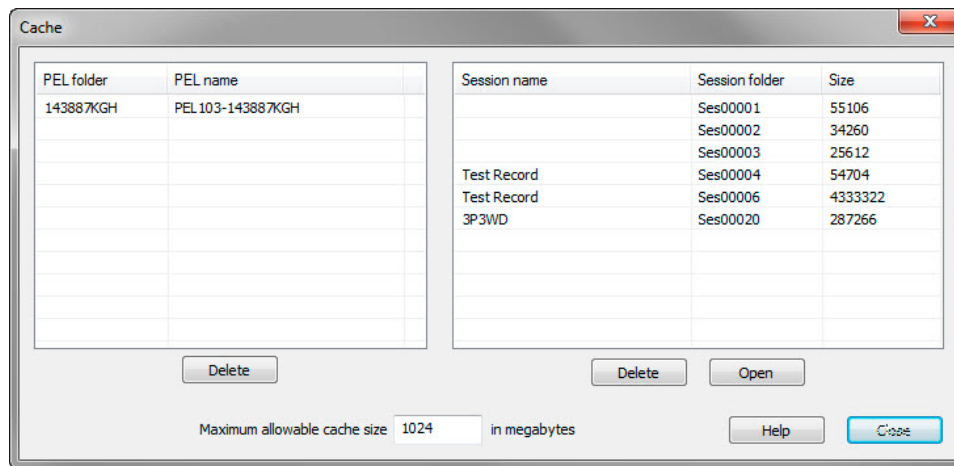 Cache
PEL folder PEL name
143887KGH PEL103-143887KGH
Session name Session folder Size
Ses00001 55106
Ses00002 34260
Ses00003 25612
Test Record Ses00004 54704
Test Record Ses00006 4333322
3P3WD Ses00020 287266
Delete
Delete Open
Maximum allowable cache size 1024 in megabytes
Help Close